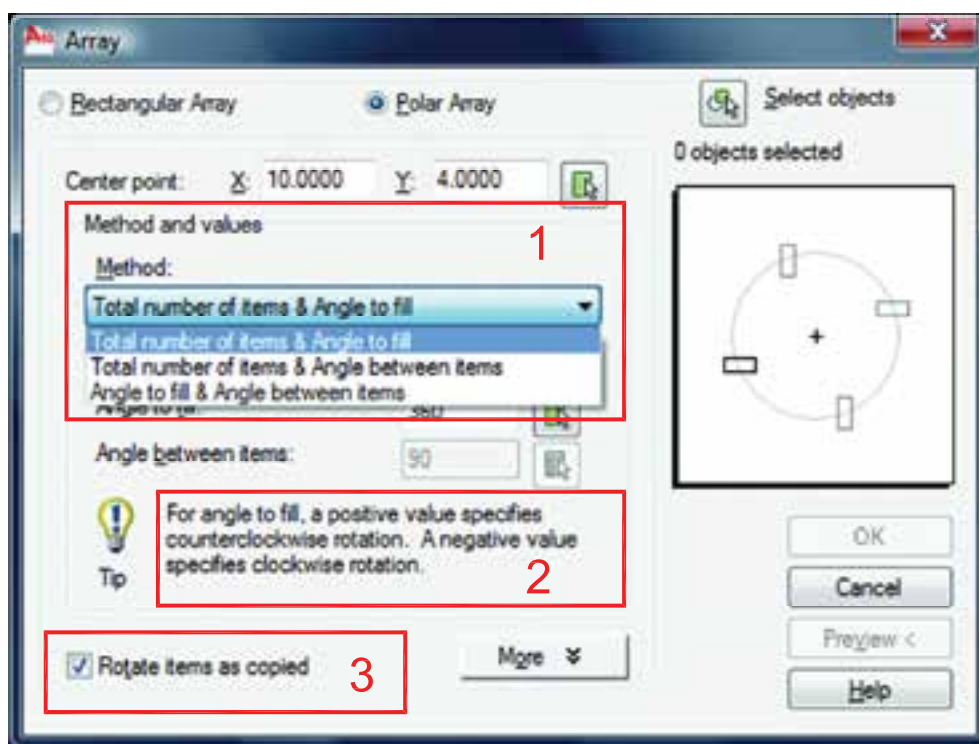 Array
Rectangular Array
Polar Array
Select objects
0 objects selected
Center point: X: 10.0000 Y: 4.0000
Method and values
1
Method:
Total number of items & Angle to fill
Total number of items & Angle to fill
Total number of items & Angle between items
Angle to fill & Angle between items
Angle to fill: 360
Angle between items: 90
For angle to fill, a positive value specifies
counterclockwise rotation. A negative value
specifies clockwise rotation.
Tip
2
Rotate items as copied
3
More
OK
Cancel
Preview <
Help